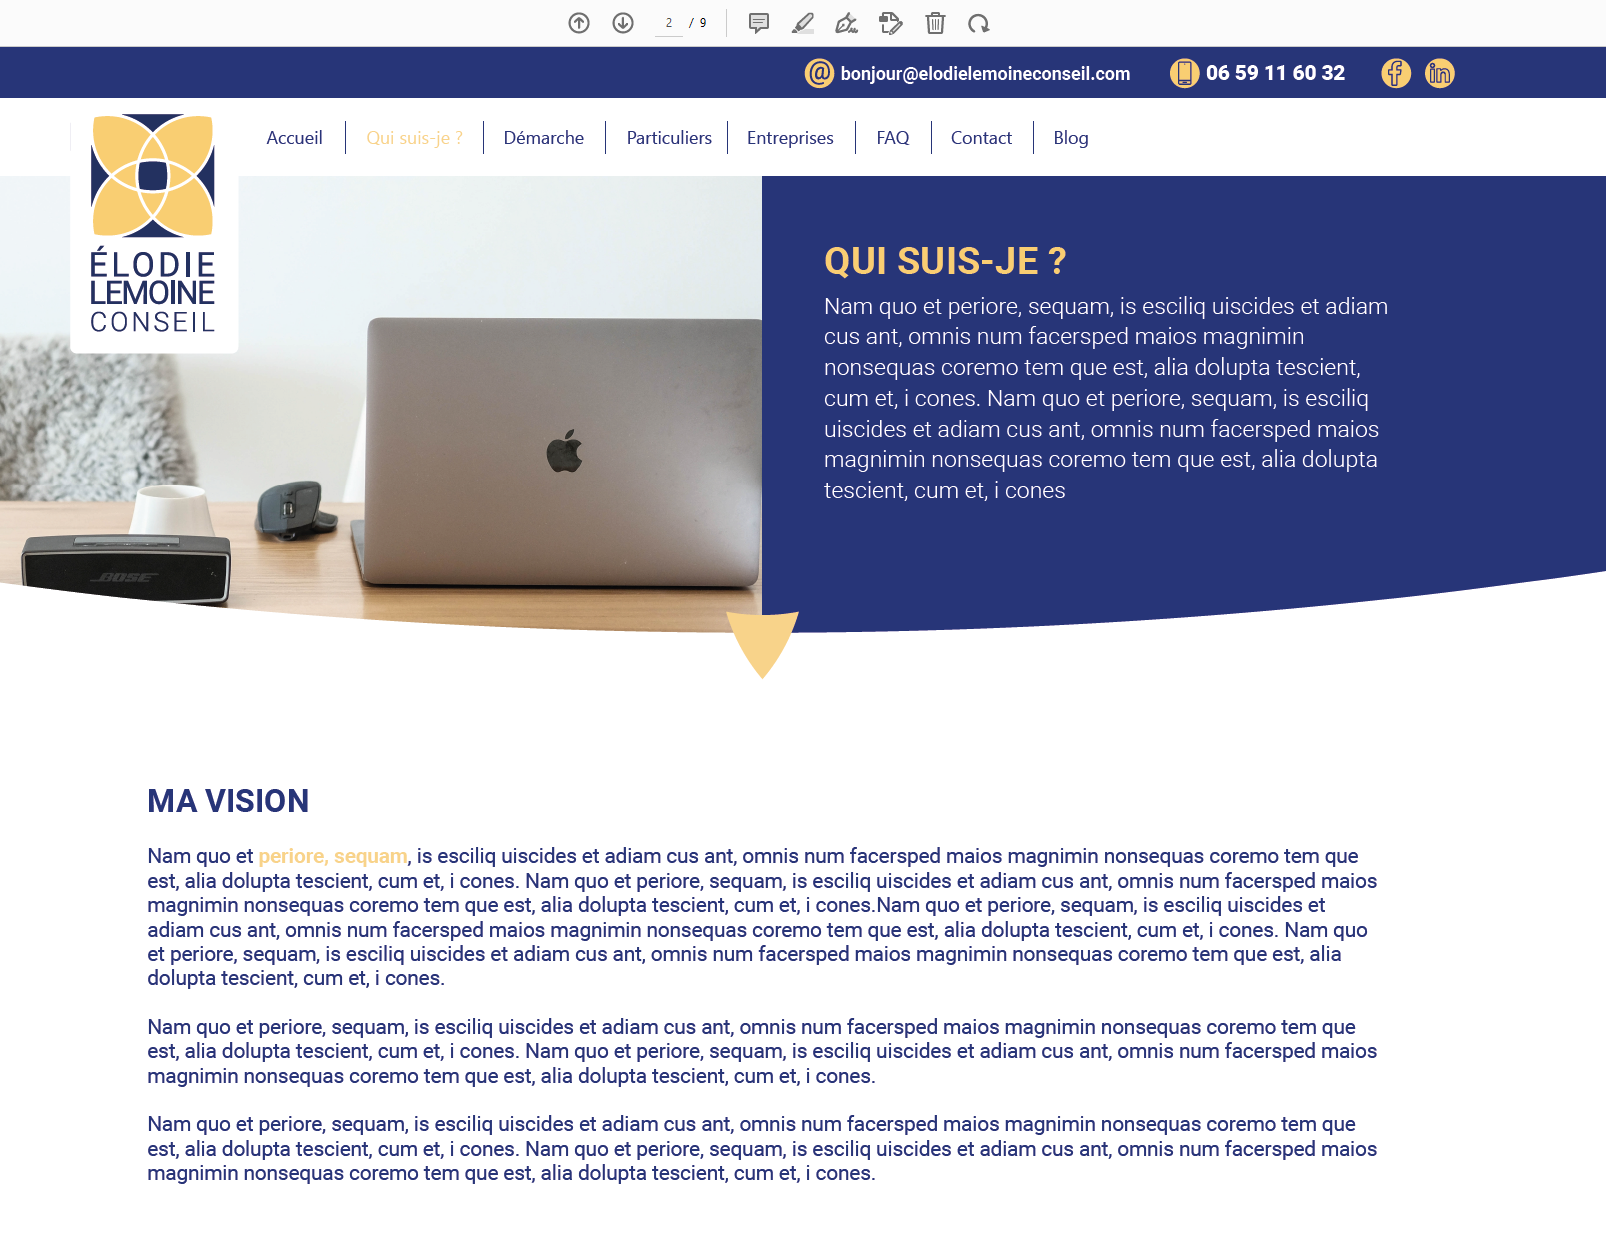 2 / 9
@ bonjour@elodielemoineconseil.com 06 59 11 60 32 f in
Accueil Qui suis-je ? Démarche Particuliers Entreprises FAQ Contact Blog
ÉLODIE
LEMOINE
CONSEIL
BOSE
QUI SUIS-JE ?
Nam quo et periore, sequam, is esciliq uiscides et adiam
cus ant, omnis num facersped maios magnimin
nonsequas coremo tem que est, alia dolupta tescient,
cum et, i cones. Nam quo et periore, sequam, is esciliq
uiscides et adiam cus ant, omnis num facersped maios
magnimin nonsequas coremo tem que est, alia dolupta
tescient, cum et, i cones
MA VISION
Nam quo et periore, sequam, is esciliq uiscides et adiam cus ant, omnis num facersped maios magnimin nonsequas coremo tem que
est, alia dolupta tescient, cum et, i cones. Nam quo et periore, sequam, is esciliq uiscides et adiam cus ant, omnis num facersped maios
magnimin nonsequas coremo tem que est, alia dolupta tescient, cum et, i cones.Nam quo et periore, sequam, is esciliq uiscides et
adiam cus ant, omnis num facersped maios magnimin nonsequas coremo tem que est, alia dolupta tescient, cum et, i cones. Nam quo
et periore, sequam, is esciliq uiscides et adiam cus ant, omnis num facersped maios magnimin nonsequas coremo tem que est, alia
dolupta tescient, cum et, i cones.
Nam quo et periore, sequam, is esciliq uiscides et adiam cus ant, omnis num facersped maios magnimin nonsequas coremo tem que
est, alia dolupta tescient, cum et, i cones. Nam quo et periore, sequam, is esciliq uiscides et adiam cus ant, omnis num facersped maios
magnimin nonsequas coremo tem que est, alia dolupta tescient, cum et, i cones.
Nam quo et periore, sequam, is esciliq uiscides et adiam cus ant, omnis num facersped maios magnimin nonsequas coremo tem que
est, alia dolupta tescient, cum et, i cones. Nam quo et periore, sequam, is esciliq uiscides et adiam cus ant, omnis num facersped maios
magnimin nonsequas coremo tem que est, alia dolupta tescient, cum et, i cones.